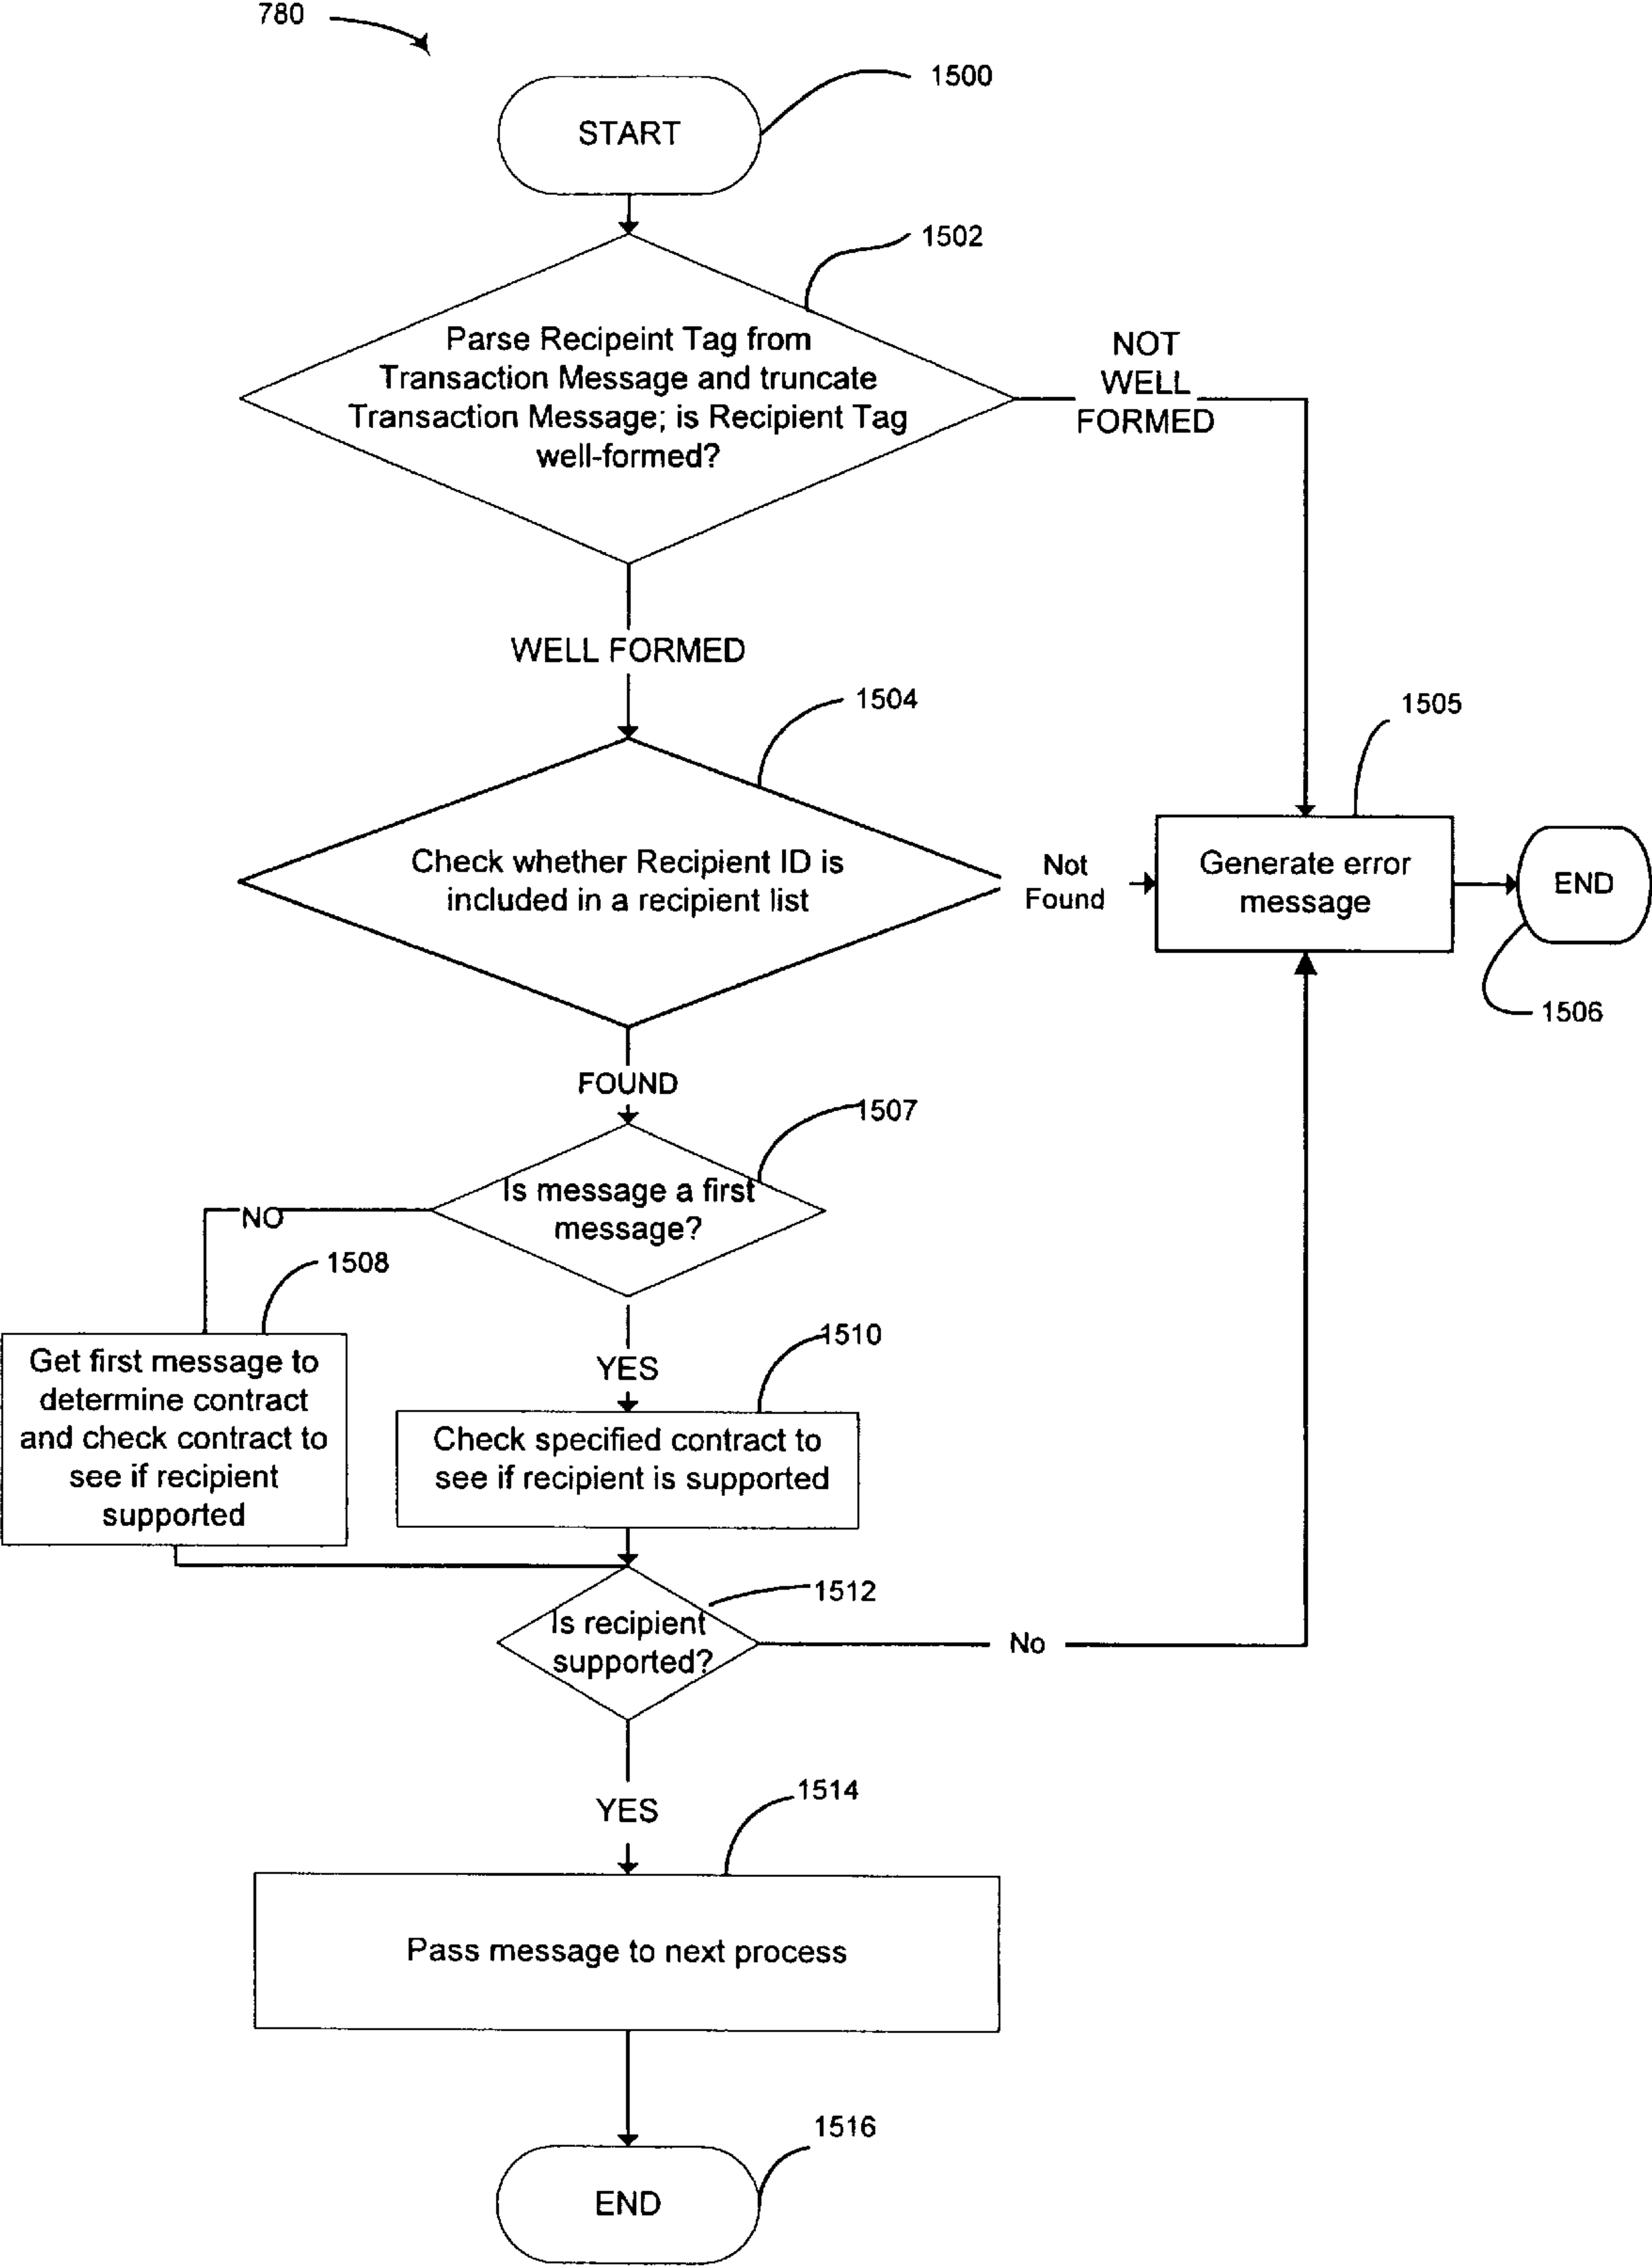 780
1500
START
1502
Parse Recipeint Tag from
Transaction Message and truncate
Transaction Message; is Recipient Tag
well-formed?
NOT
WELL
FORMED
WELL FORMED
1504
1505
Check whether Recipient ID is
included in a recipient list
Not
Found
Generate error
message
END
1506
FOUND
1507
Is message a first
message?
NO
1508
Get first message to
determine contract
and check contract to
see if recipient
supported
YES
1510
Check specified contract to
see if recipient is supported
1512
Is recipient
supported?
No
YES
1514
Pass message to next process
1516
END